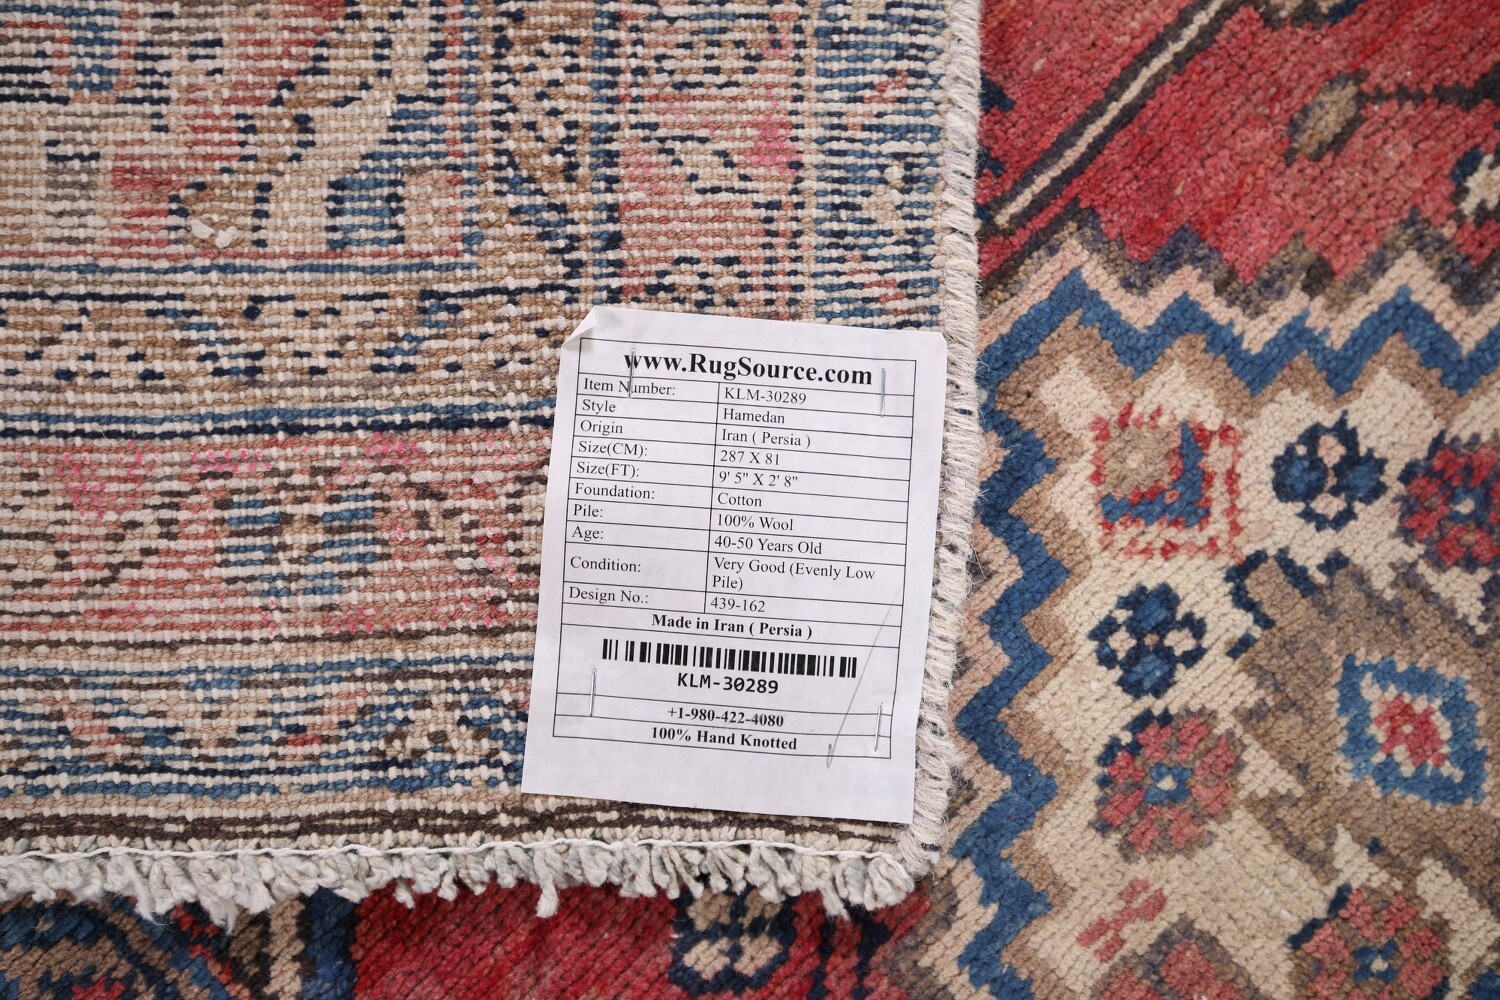 www.RugSource.com
Item Number: KLM-30289
Style Hamedan
Origin Iran ( Persia )
Size(CM): 287 X 81
Size(FT): 9' 5" X 2' 8"
Foundation: Cotton
Pile: 100% Wool
Age: 40-50 Years Old
Condition: Very Good (Evenly Low
Pile)
Design No.: 439-162
Made in Iran ( Persia )
KLM-30289
+1-980-422-4080
100% Hand Knotted